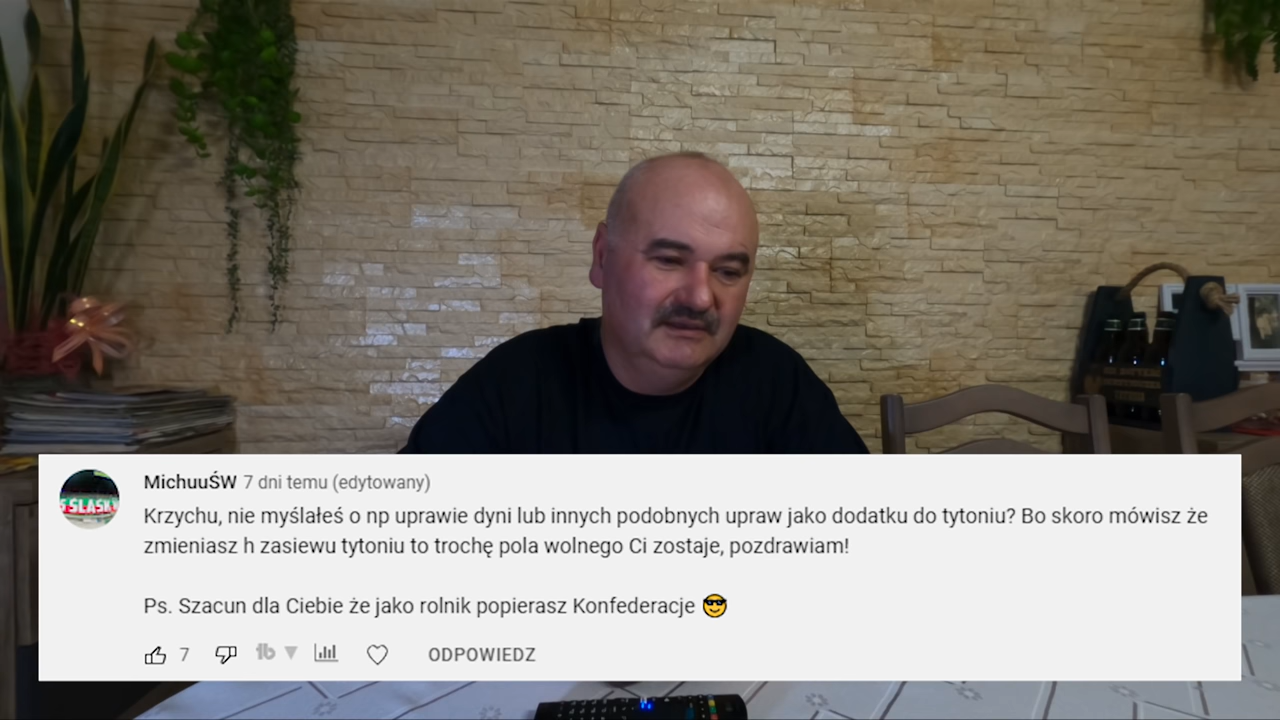 MichuuŚW 7 dni temu (edytowany)
Krzychu, nie myślałeś o np uprawie dyni lub innych podobnych upraw jako dodatku do tytoniu? Bo skoro mówisz że
zmieniasz h zasiewu tytoniu to trochę pola wolnego Ci zostaje, pozdrawiam!
Ps. Szacun dla Ciebie że jako rolnik popierasz Konfederacje 😎
7 ODPOWIEDZ